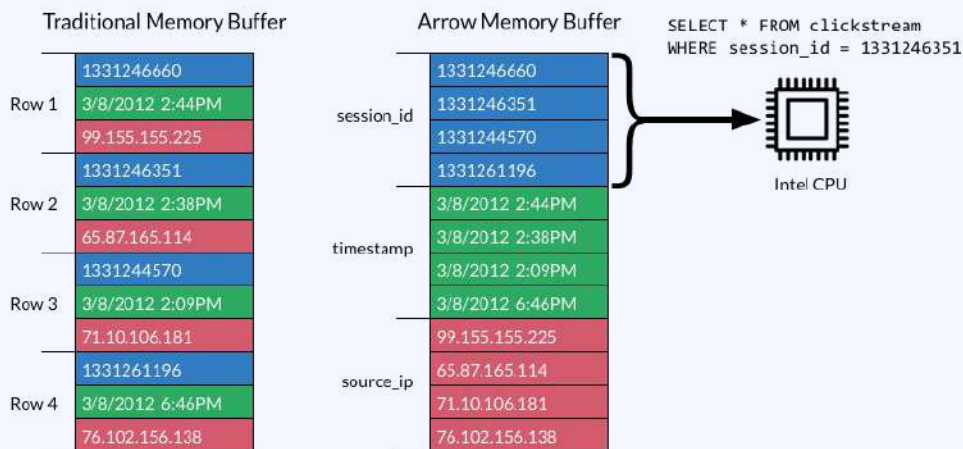 Traditional Memory Buffer
Row 1
1331246660
3/8/2012 2:44PM
99.155.155.225
Row 2
1331246351
3/8/2012 2:38PM
65.87.165.114
Row 3
1331244570
3/8/2012 2:09PM
71.10.106.181
Row 4
1331261196
3/8/2012 6:46PM
76.102.156.138
Arrow Memory Buffer
session_id
1331246660
1331246351
1331244570
1331261196
timestamp
3/8/2012 2:44PM
3/8/2012 2:38PM
3/8/2012 2:09PM
3/8/2012 6:46PM
source_ip
99.155.155.225
65.87.165.114
71.10.106.181
76.102.156.138
SELECT * FROM clickstream
WHERE session_id = 1331246351
Intel CPU